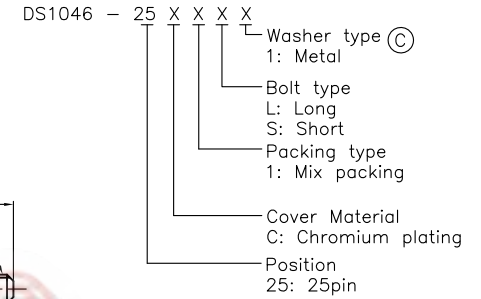 DS1046 - 25 X X X X
Washer type Ⓒ
1: Metal
Bolt type
L: Long
S: Short
Packing type
1: Mix packing
Cover Material
C: Chromium plating
Position
25: 25pin